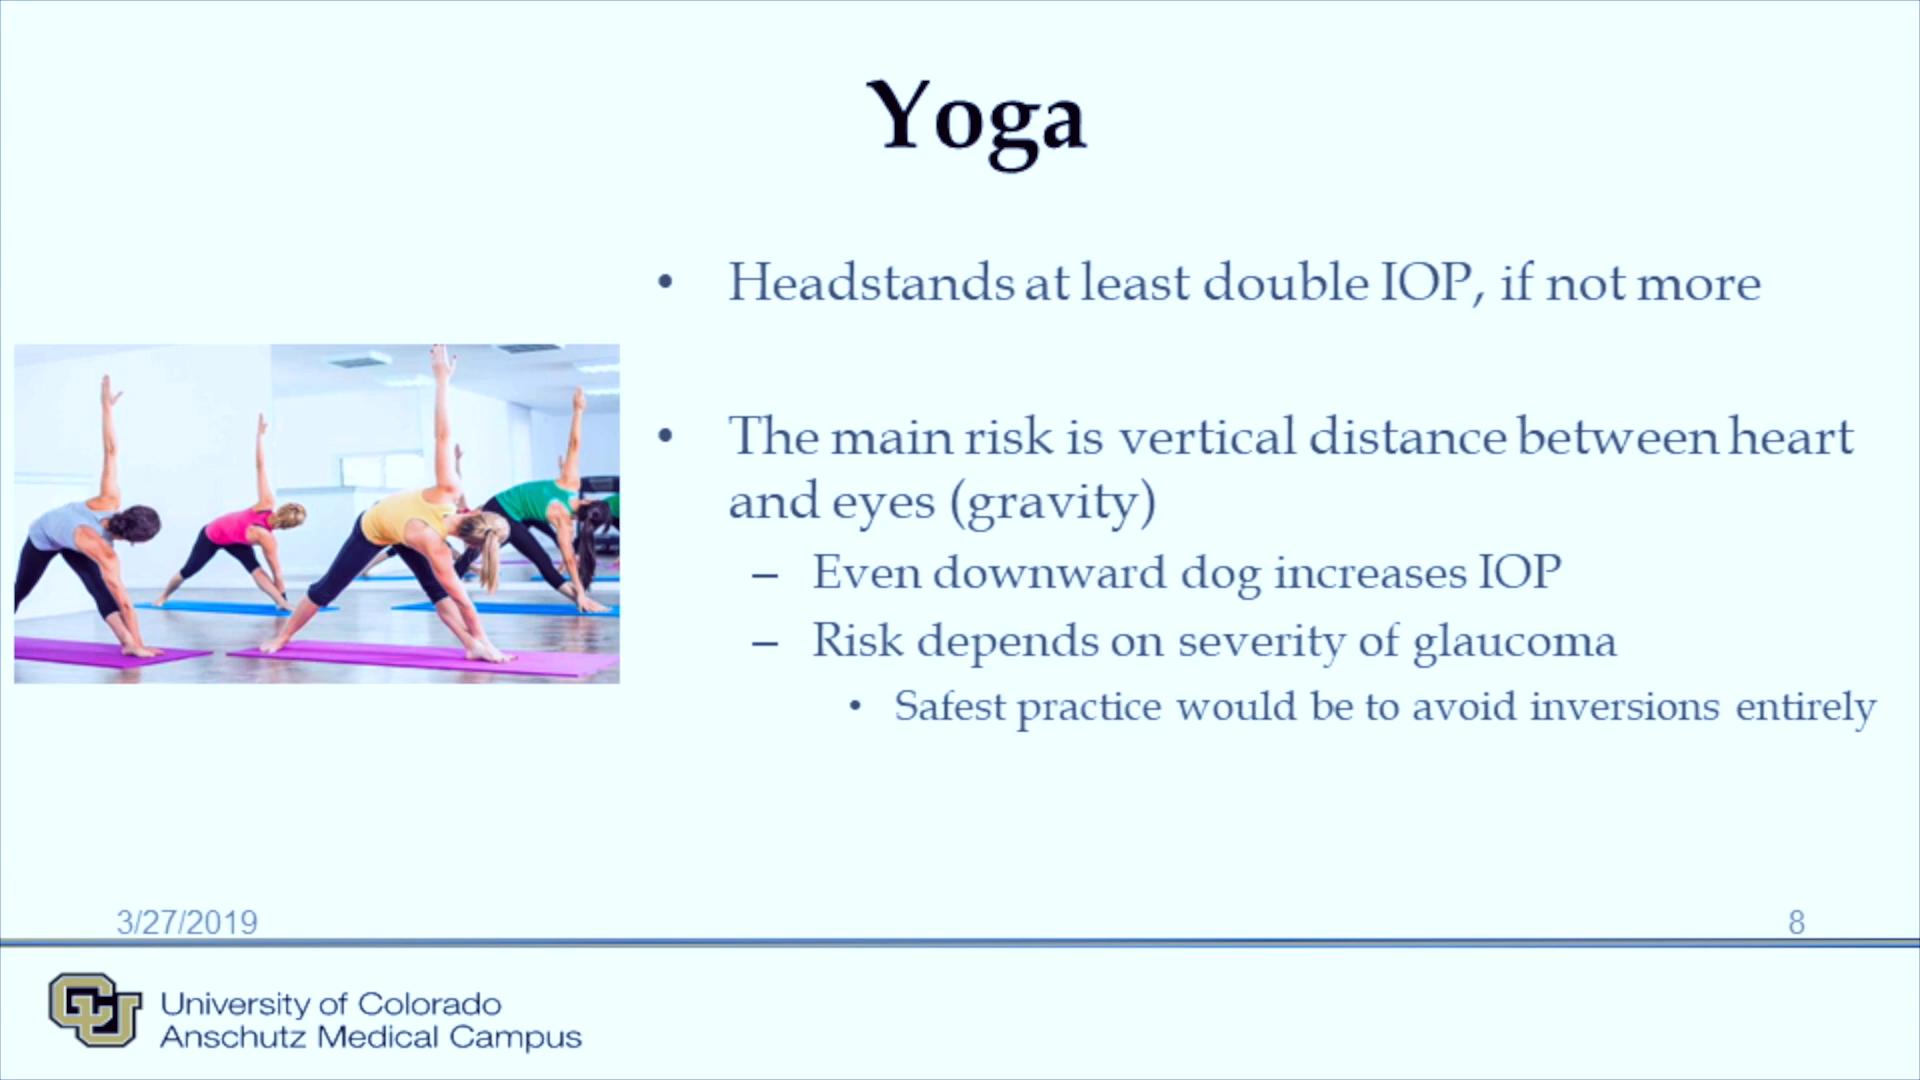 Yoga
• Headstands at least double IOP, if not more
• The main risk is vertical distance between heart
and eyes (gravity)
– Even downward dog increases IOP
– Risk depends on severity of glaucoma
• Safest practice would be to avoid inversions entirely
3/27/2019
8
CU
University of Colorado
Anschutz Medical Campus